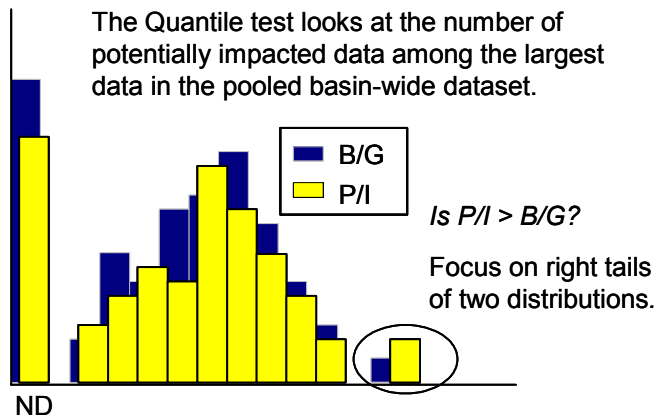 The Quantile test looks at the number of
potentially impacted data among the largest
data in the pooled basin-wide dataset.
B/G
P/I
Is P/I > B/G?
Focus on right tails
of two distributions.
ND